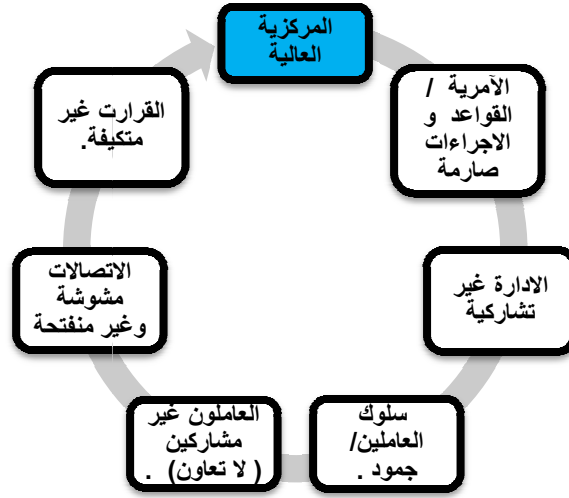 المركزية
العالية
الآمرية /
القواعد و
الاجراءات
صارمة
الادارة غير
تشاركية
سلوك
العاملين/
جمود .
العاملون غير
مشاركين
( لا تعاون) .
الاتصالات
مشوشة
وغير منفتحة
القرارت غير
متكيفة.